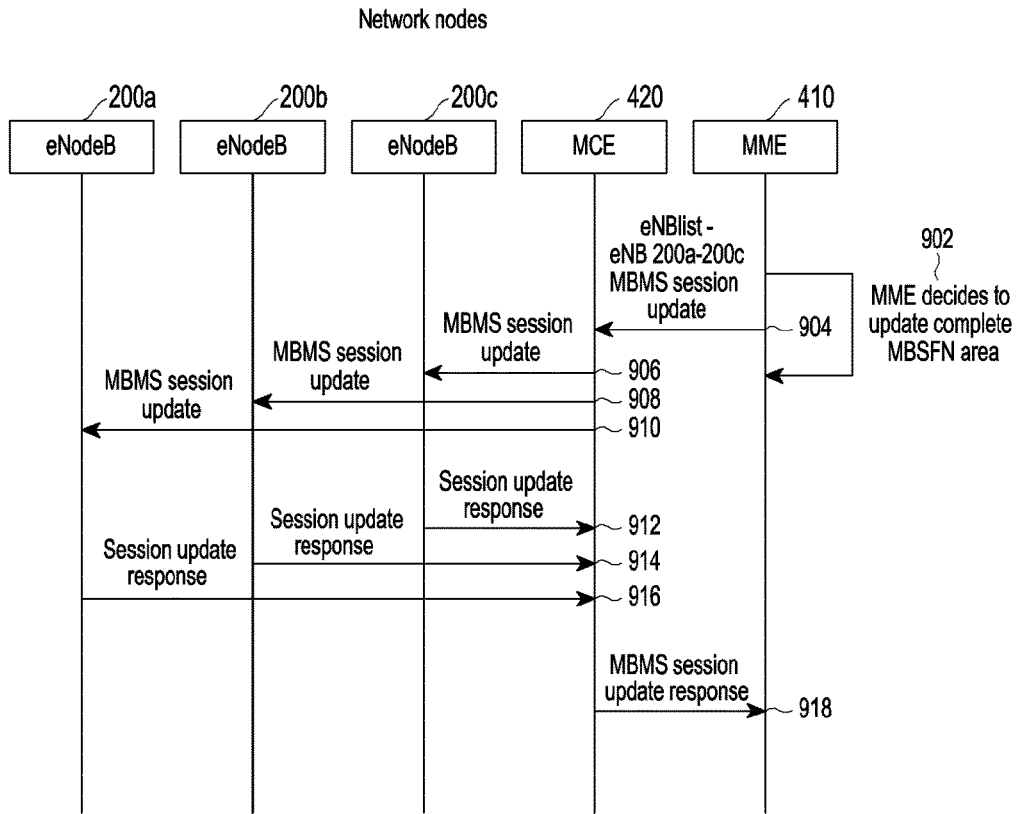 Network nodes
200a
200b
200c
420
410
eNodeB
eNodeB
eNodeB
MCE
MME
eNBlist -
eNB 200a-200c
MBMS session
update
902
MME decides to
update complete
MBSFN area
904
MBMS session
update
906
MBMS session
update
908
MBMS session
update
910
Session update
response
912
Session update
response
914
Session update
response
916
MBMS session
update response
918